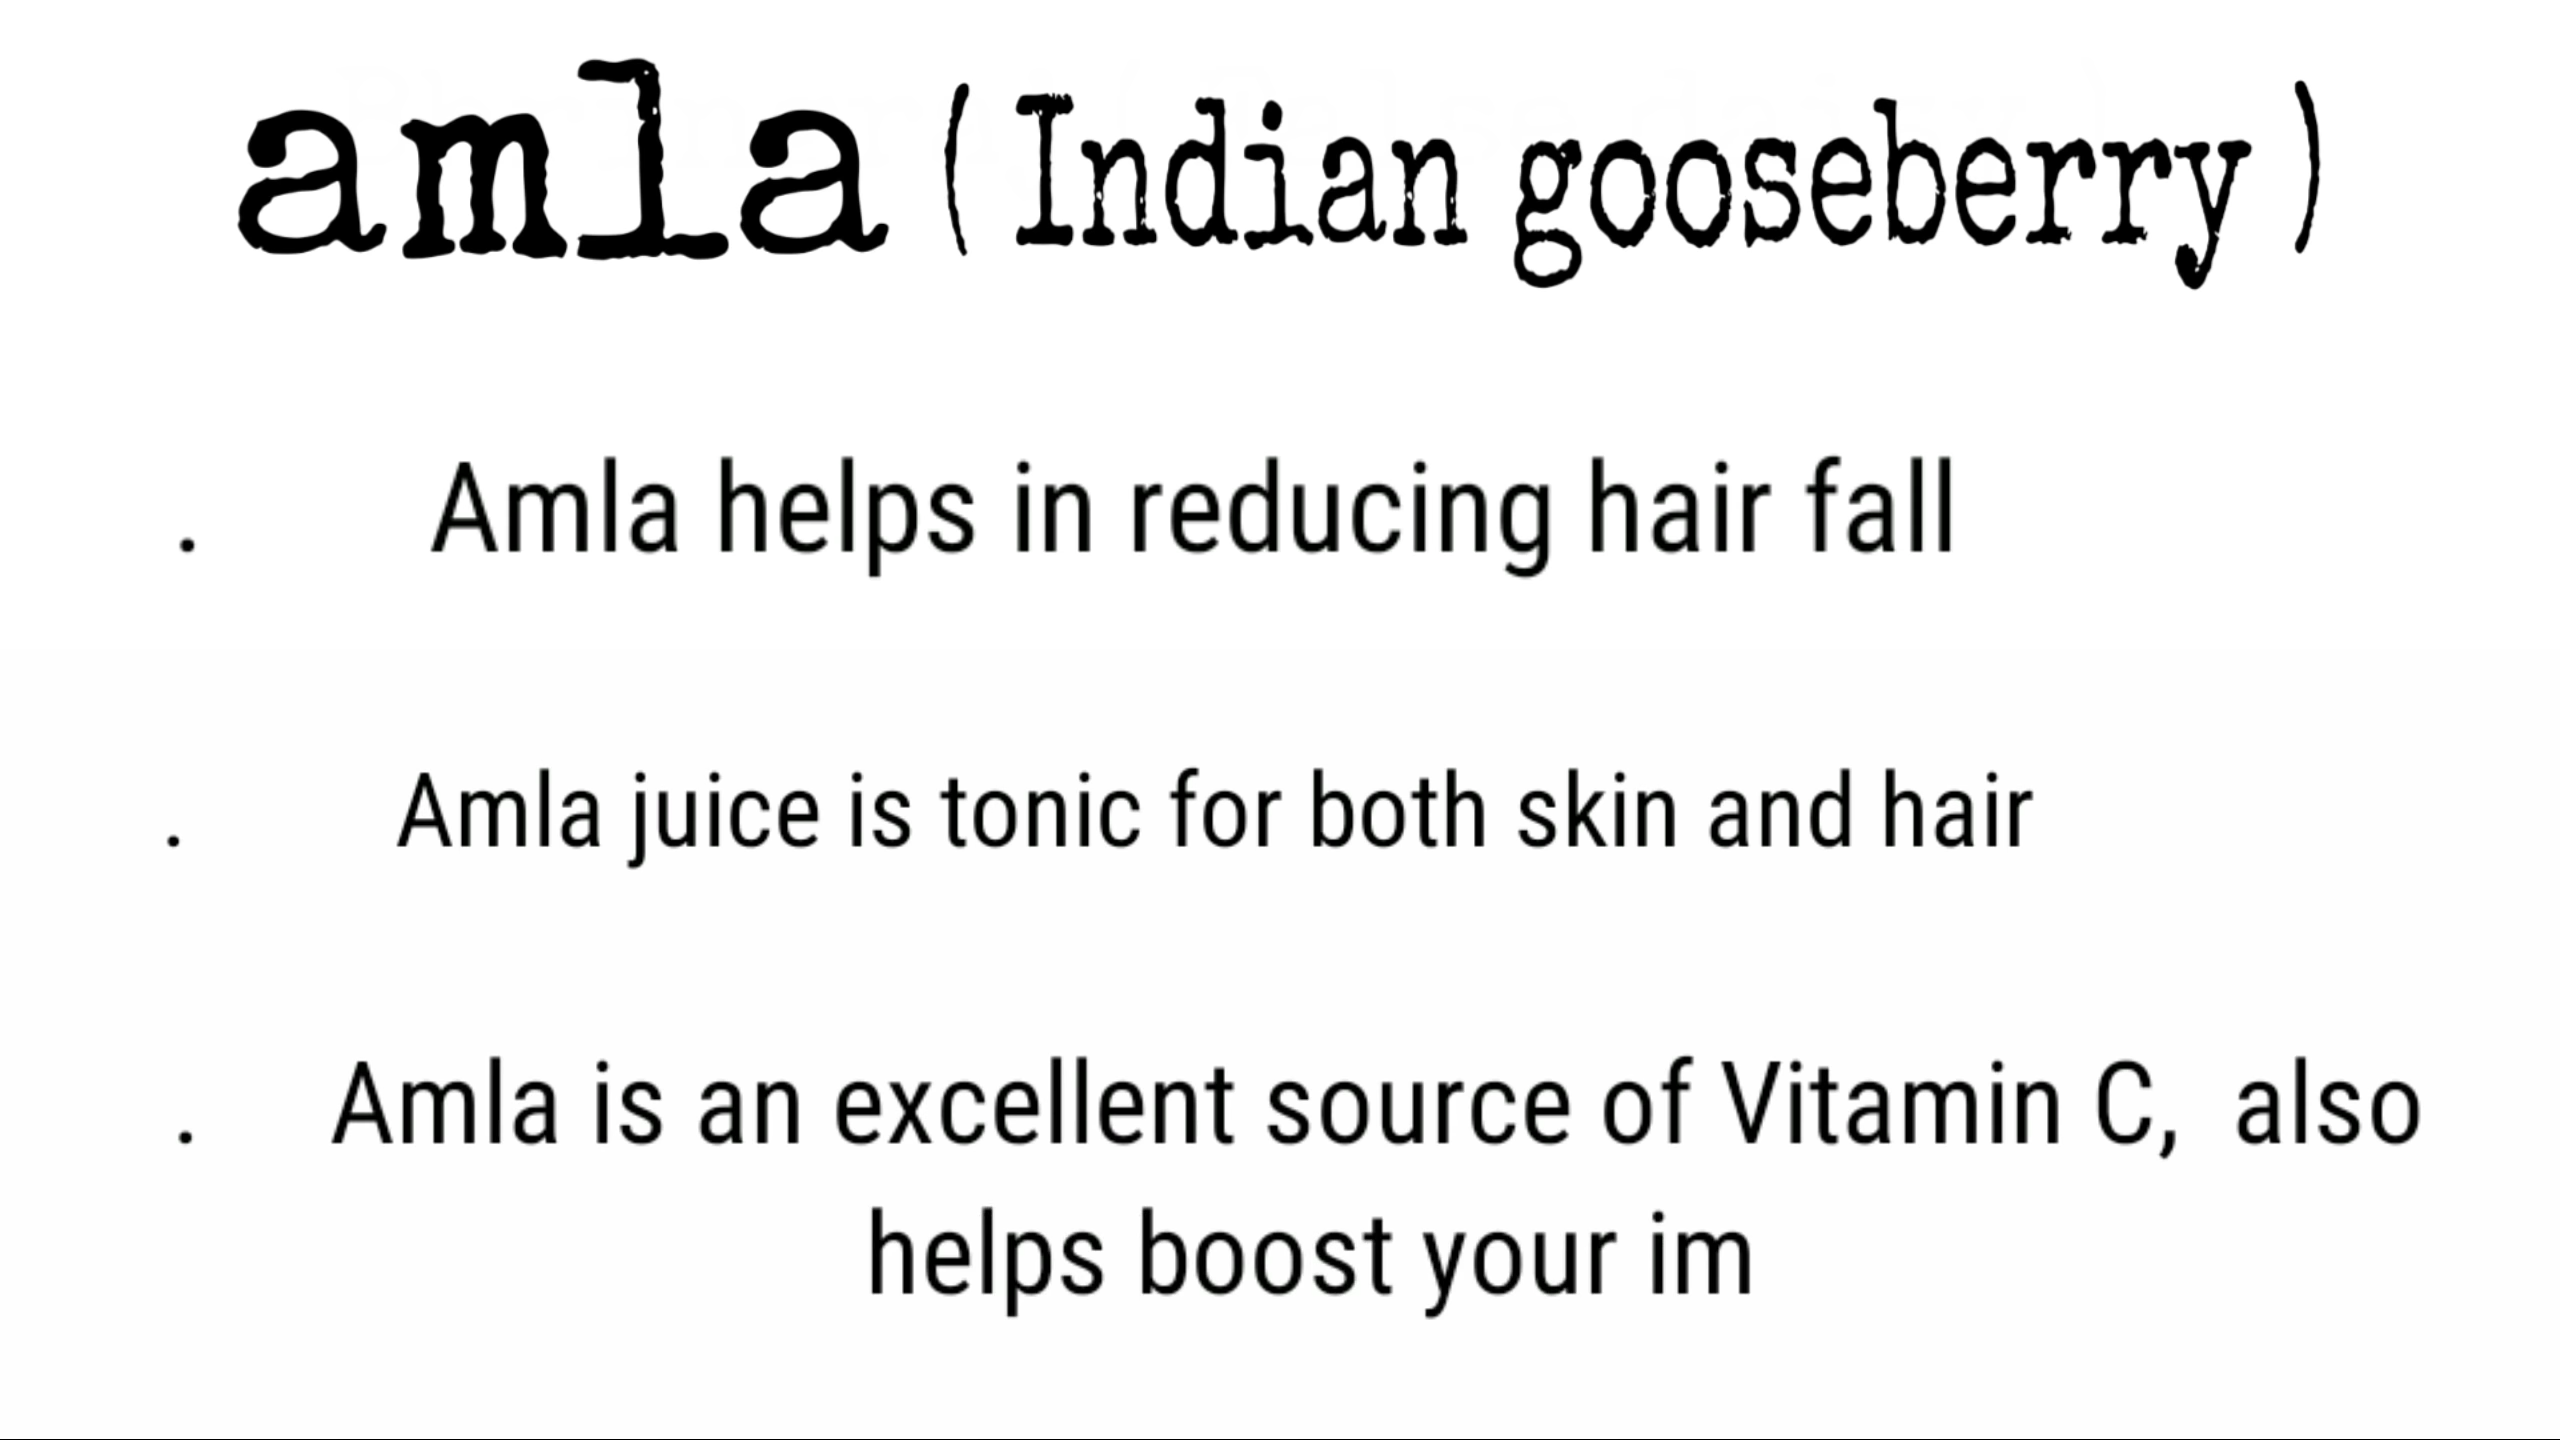 amla ( Indian gooseberry )
. Amla helps in reducing hair fall
. Amla juice is tonic for both skin and hair
. Amla is an excellent source of Vitamin C, also
helps boost your im